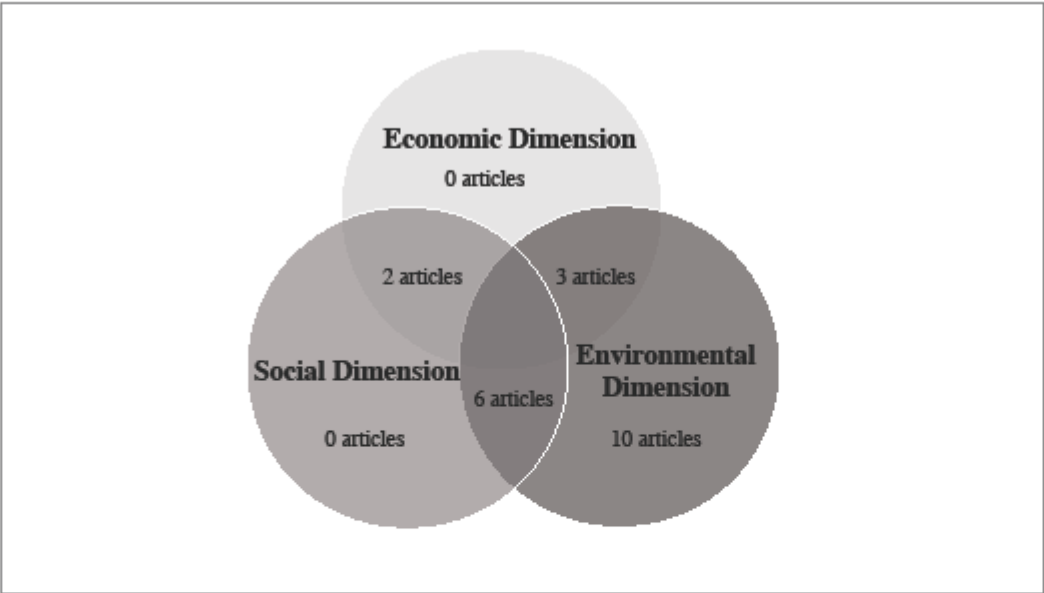 Economic Dimension
0 articles
2 articles
3 articles
Social Dimension
0 articles
6 articles
Environmental
Dimension
10 articles